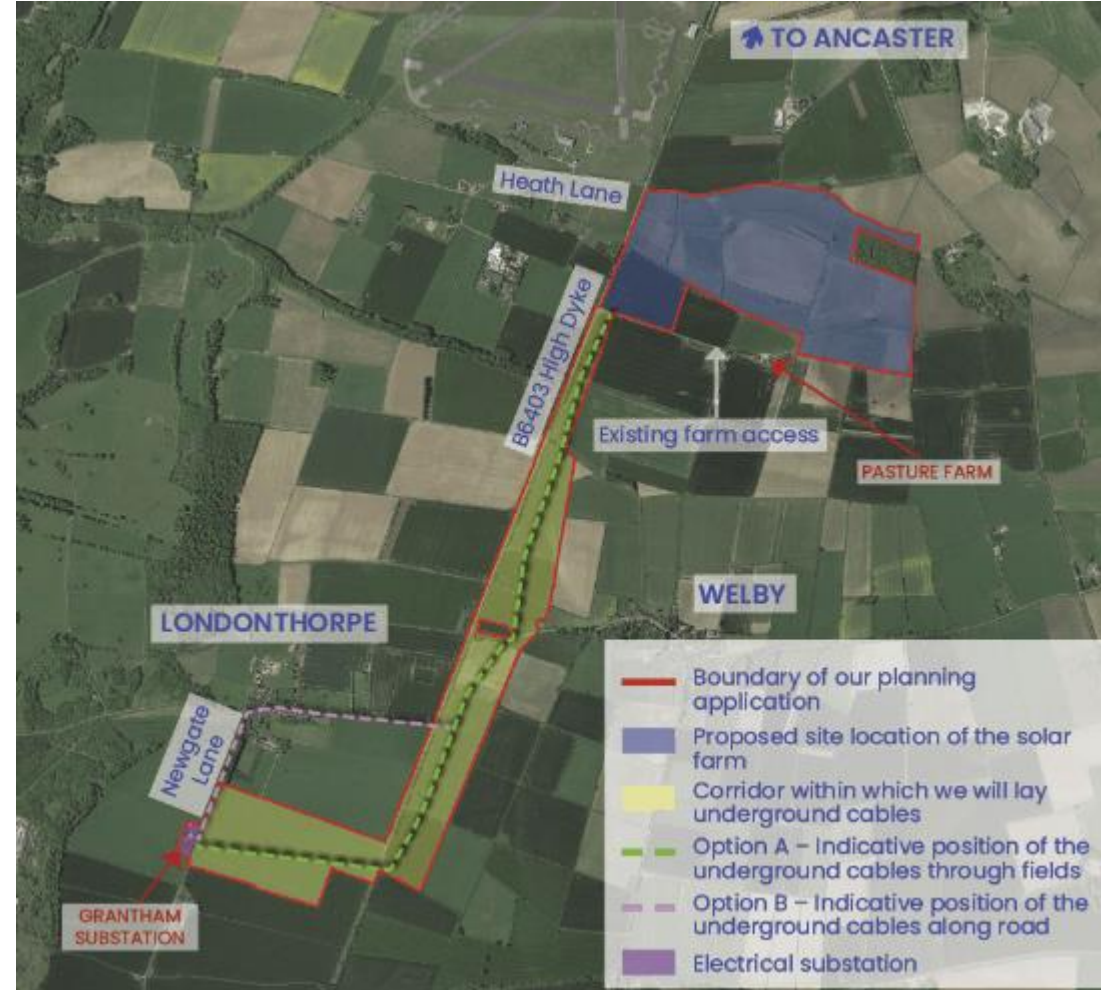 TO ANCASTER
Heath Lane
B6403 High Dyke
Existing farm access
PASTURE FARM
WELBY
LONDONTHORPE
Newgate
Lane
GRANTHAM
SUBSTATION
Boundary of our planning
application
Proposed site location of the solar
farm
Corridor within which we will lay
underground cables
Option A – Indicative position of the
underground cables through fields
Option B – Indicative position of the
underground cables along road
Electrical substation